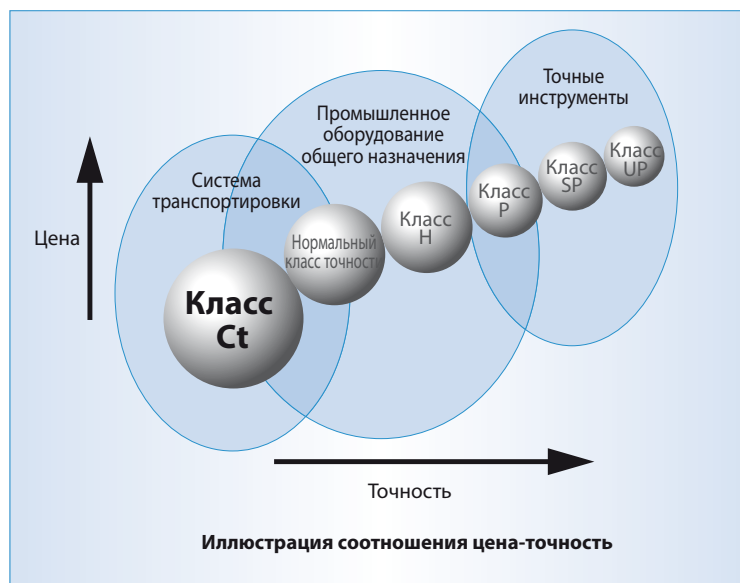 Точные
инструменты
Промышленное
оборудование
общего назначения
Система
транспортировки
Цена
Класс
Ct
Нормальный
класс точности
Класс
H
Класс
P
Класс
SP
Класс
UP
Точность
Иллюстрация соотношения цена-точность